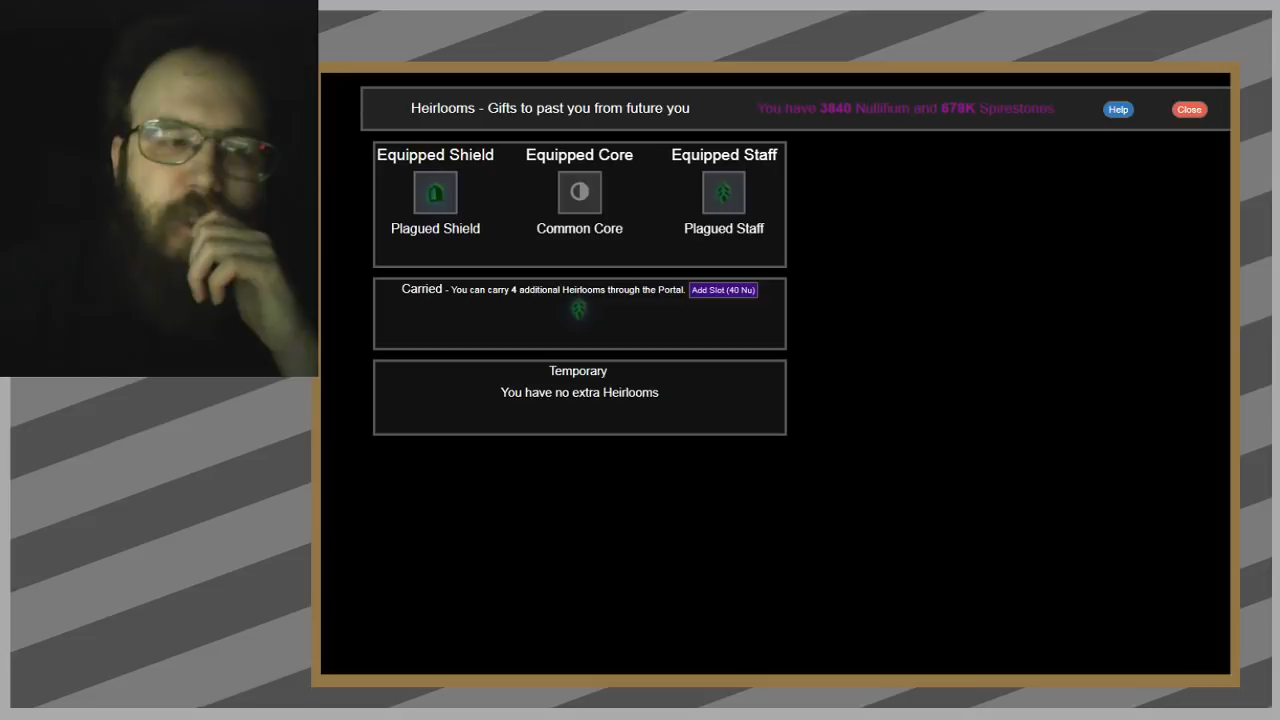 Heirlooms - Gifts to past you from future you You have 3840 Nullifium and 678K Spirestones Help Close
Equipped Shield Equipped Core Equipped Staff
Plagued Shield Common Core Plagued Staff
Carried - You can carry 4 additional Heirlooms through the Portal. Add Slot (40 Nu)
Temporary
You have no extra Heirlooms